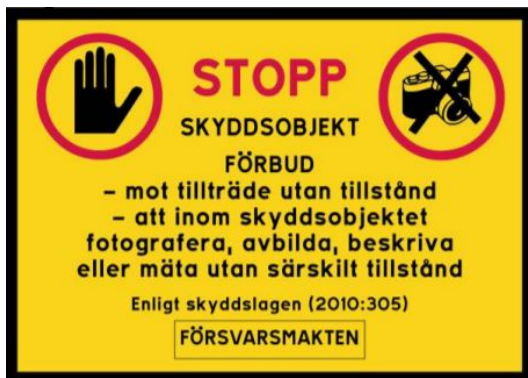 STOPP
SKYDDSOBJEKT
FÖRBUD
– mot tillträde utan tillstånd
– att inom skyddsobjektet
fotografera, avbilda, beskriva
eller mäta utan särskilt tillstånd
Enligt skyddslagen (2010:305)
FÖRSVARSMAKTEN